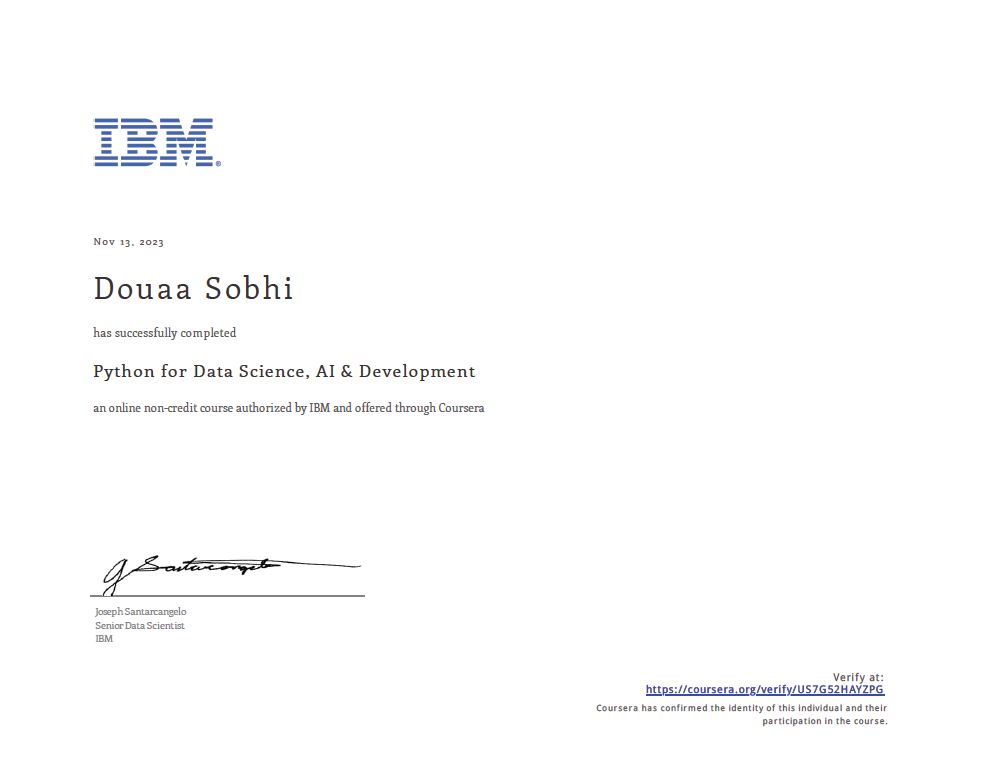 IBM®
Nov 13, 2023
Douaa Sobhi
has successfully completed
Python for Data Science, AI & Development
an online non-credit course authorized by IBM and offered through Coursera
J Santarcangelo
Joseph Santarcangelo
Senior Data Scientist
IBM
Verify at:
https://coursera.org/verify/US7G52HAYZPG
Coursera has confirmed the identity of this individual and their
participation in the course.